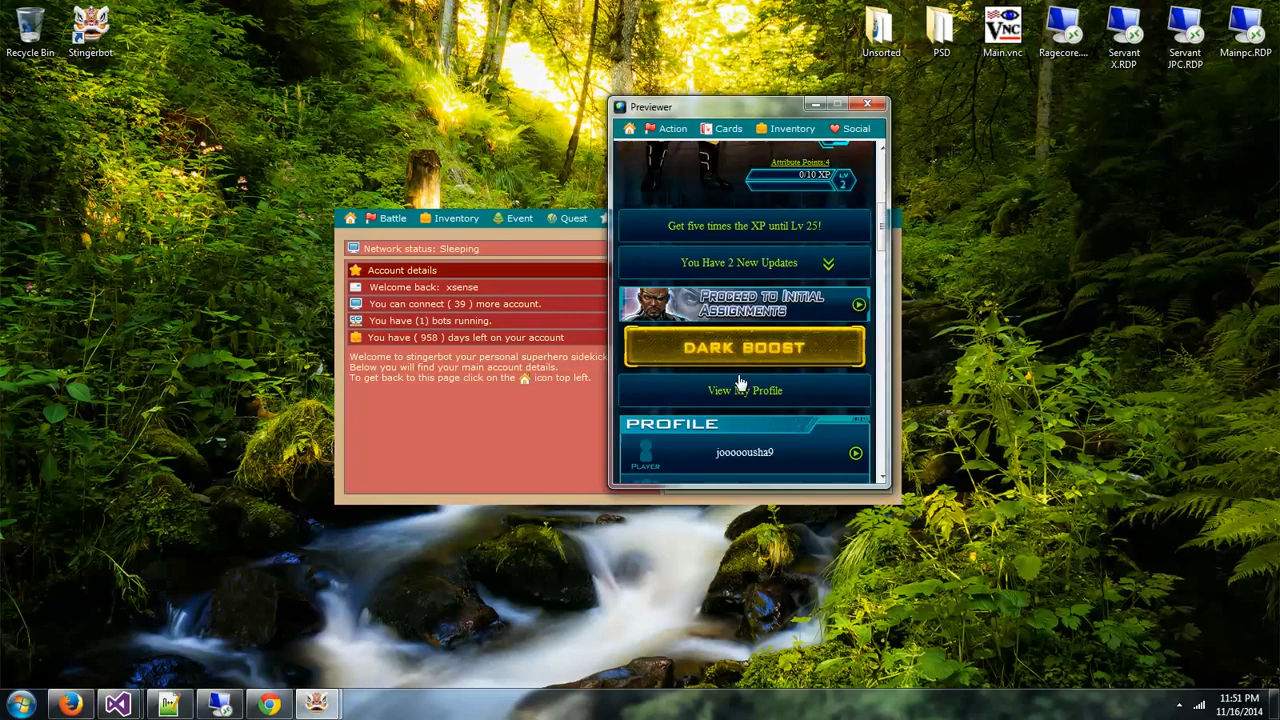 Recycle Bin
Stingerbot
Unsorted
PSD
VNC
Main.vnc
Ragecore....
Servant
X.RDP
Servant
JPC.RDP
Mainpc.RDP
Previewer
Action Cards Inventory Social
Attribute Points:4
0/10 XP
LV
2
Get five times the XP until Lv 25!
You Have 2 New Updates
PROCEED TO INITIAL
ASSIGNMENTS
DARK BOOST
View My Profile
PROFILE
jooooousha9
PLAYER
Battle Inventory Event Quest
Network status: Sleeping
Account details
Welcome back: xsense
You can connect ( 39 ) more account.
You have (1) bots running.
You have ( 958 ) days left on your account
Welcome to stingerbot your personal superhero sidekick
Below you will find your main account details.
To get back to this page click on the icon top left.
11:51 PM
11/16/2014